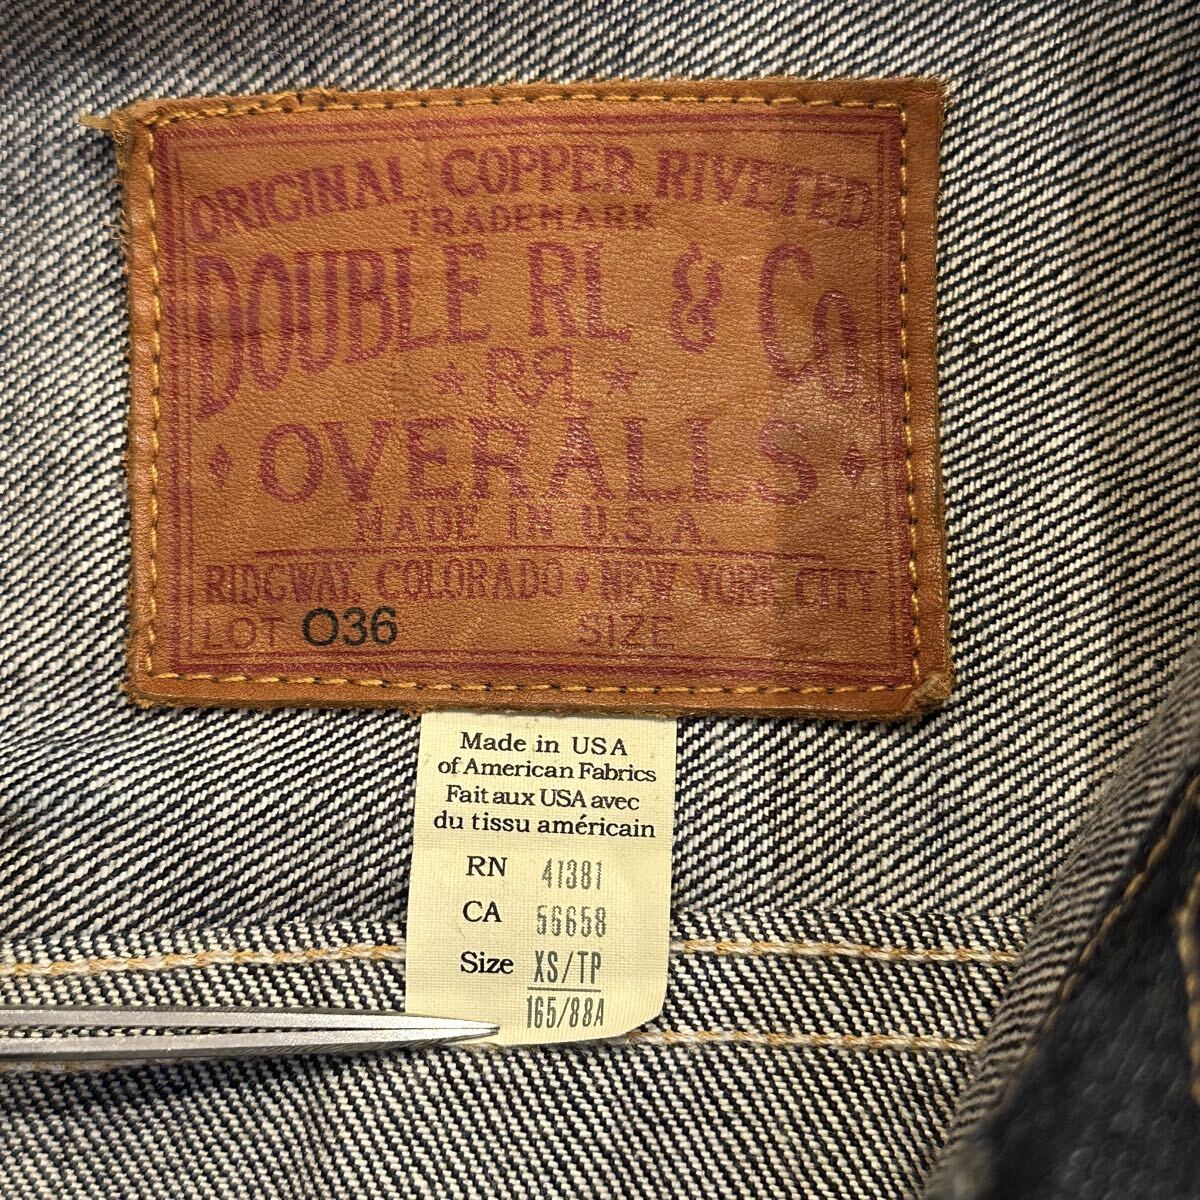 ORIGINAL COPPER RIVETED
TRADEMARK
DOUBLE RL & Co.
RRL
OVERALLS
MADE IN U.S.A.
RIDGWAY, COLORADO • NEW YORK CITY
LOT 036 SIZE
Made in USA
of American Fabrics
Fait aux USA avec
du tissu américain
RN 41381
CA 56658
Size XS/TP
165/88A